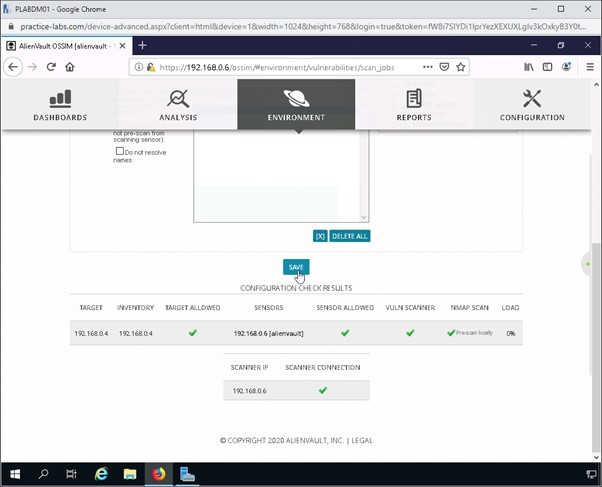 PLABDM01 - Google Chrome
practice-labs.com/device-advanced.aspx?client=html&device=1&width=1024&height=768&login=true&token=
AlienVault OSSIM [alienvault -
https://192.168.0.6/ossim/#environment/vulnerabilities/scan_jobs
DASHBOARDS ANALYSIS ENVIRONMENT REPORTS CONFIGURATION
not pre-scan from
scanning sensor)
Do not resolve
names
[X] DELETE ALL
SAVE
CONFIGURATION CHECK RESULTS
TARGET INVENTORY TARGET ALLOWED SENSORS SENSOR ALLOWED VULN SCANNER NMAP SCAN LOAD
192.168.0.4 192.168.0.4 192.168.0.6 [alienvault] Pre-scan locally 0%
SCANNER IP SCANNER CONNECTION
192.168.0.6
© COPYRIGHT 2020 ALIENVAULT, INC. | LEGAL